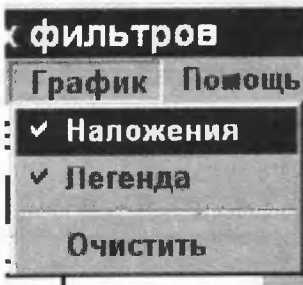 фильтров
График Помощь
✓ Наложения
✓ Легенда
Очистить